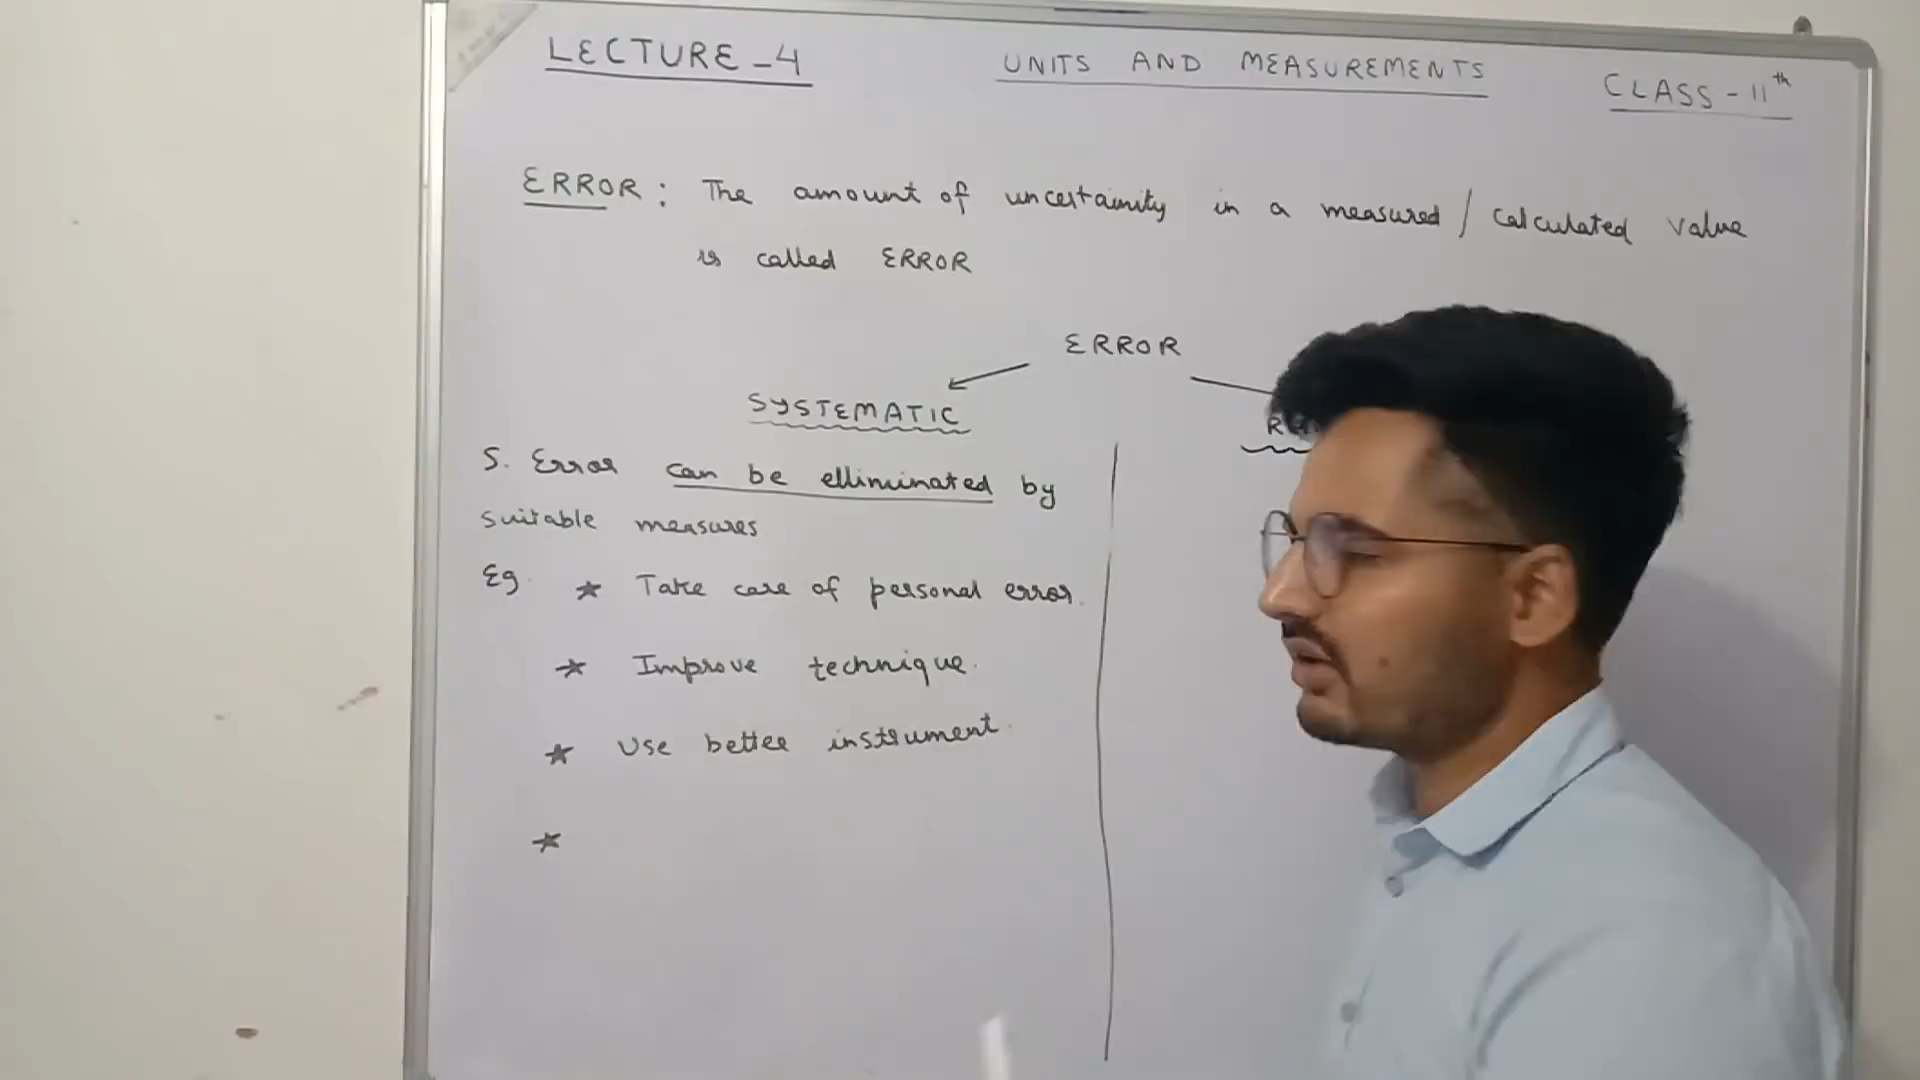 LECTURE - 4
UNITS AND MEASUREMENTS
CLASS - 11th
ERROR : The amount of uncertainity in a measured / calculated value
is called ERROR
ERROR
SYSTEMATIC
S. Error can be elliminated by
suitable measures
Eg. * Take care of personal error.
* Improve technique.
* Use better instrument.
*